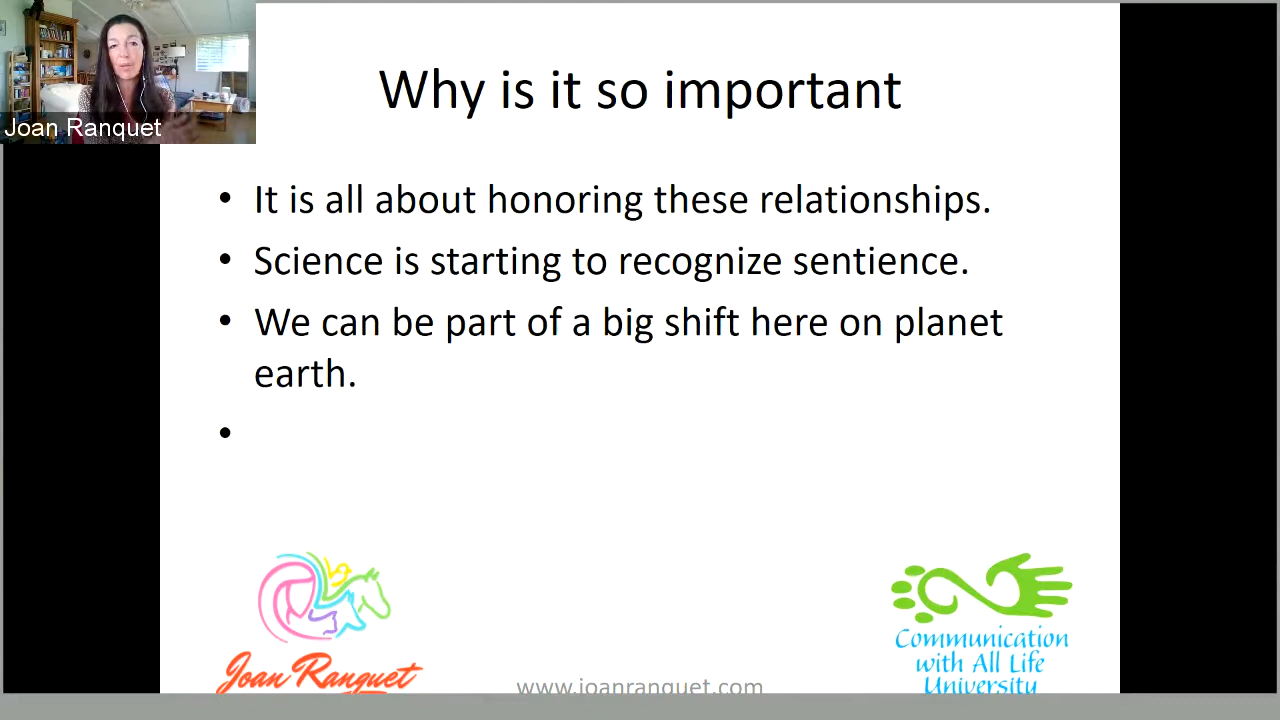 Joan Ranquet
Why is it so important
• It is all about honoring these relationships.
• Science is starting to recognize sentience.
• We can be part of a big shift here on planet
earth.
•
Joan Ranquet
www.joanranquet.com
Communication
with All Life
University